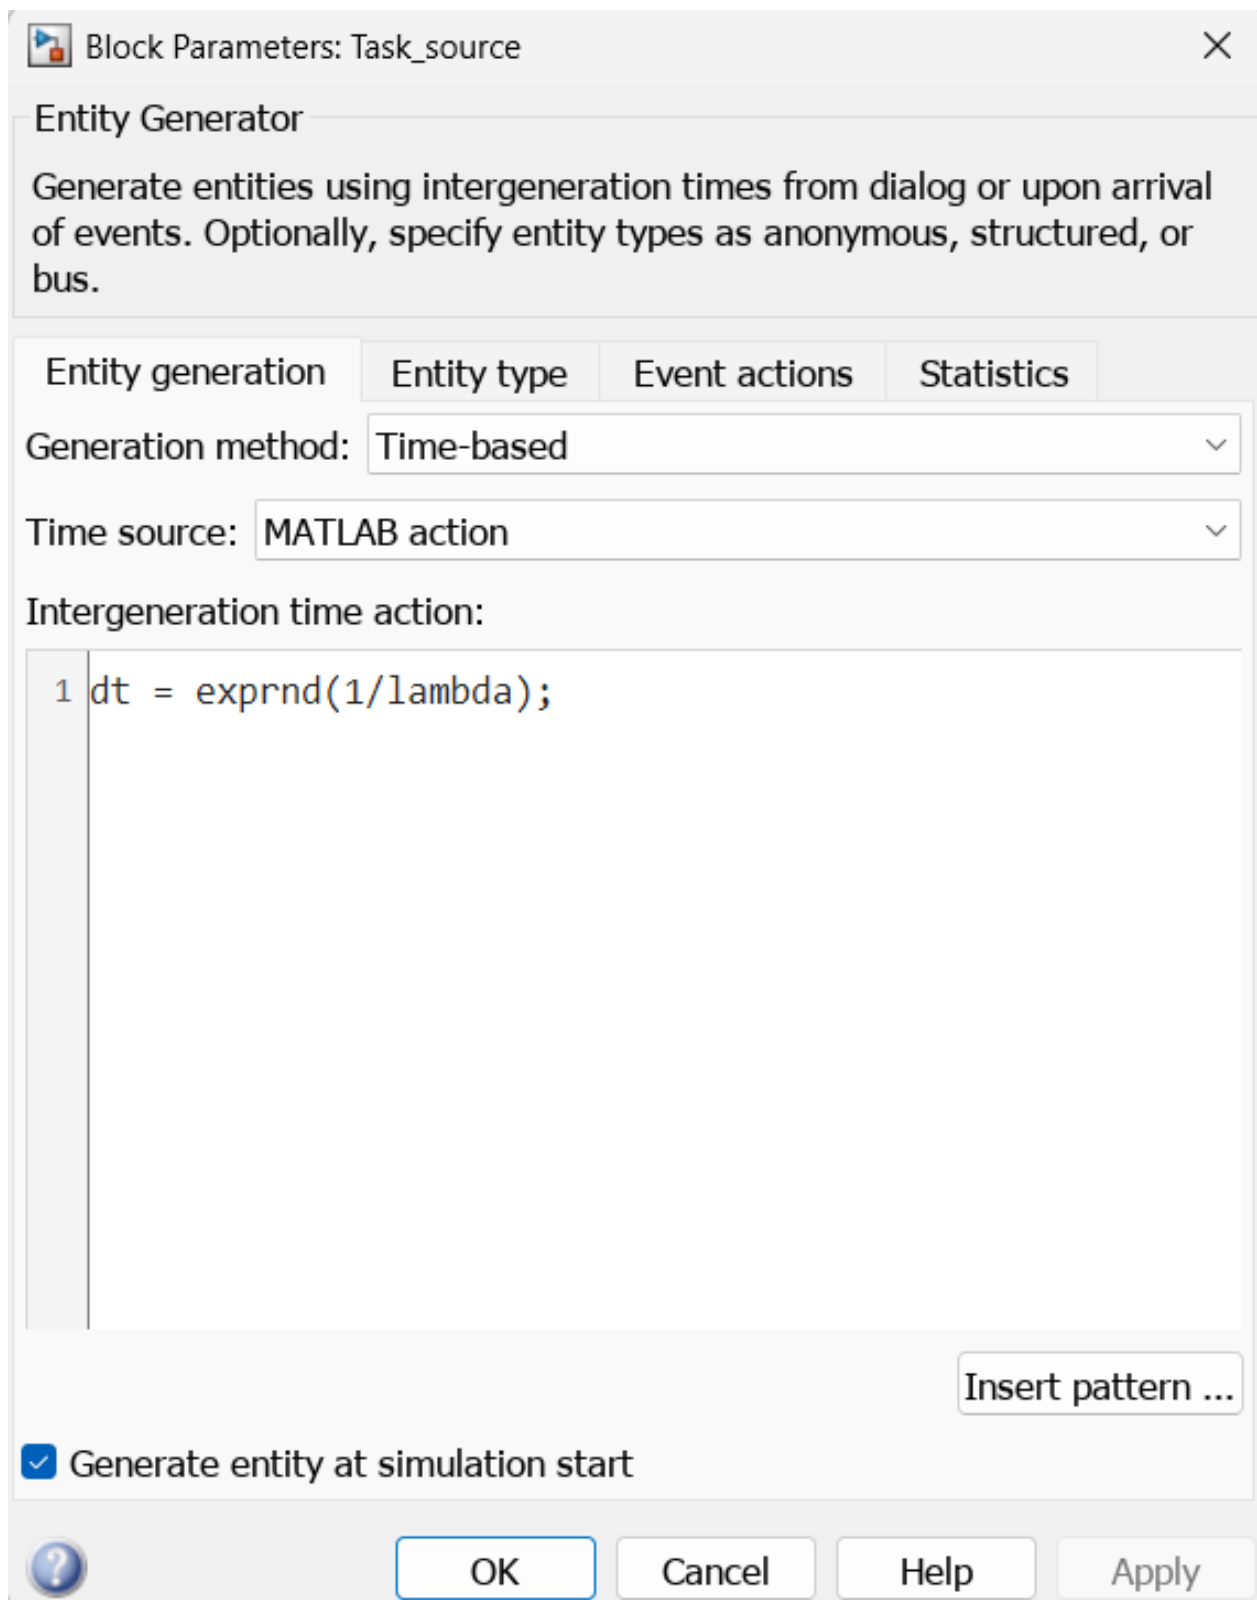 Block Parameters: Task_source
Entity Generator
Generate entities using intergeneration times from dialog or upon arrival
of events. Optionally, specify entity types as anonymous, structured, or
bus.
Entity generation Entity type Event actions Statistics
Generation method: Time-based
Time source: MATLAB action
Intergeneration time action:
1 dt = exprnd(1/lambda);
Insert pattern ...
Generate entity at simulation start
? OK Cancel Help Apply